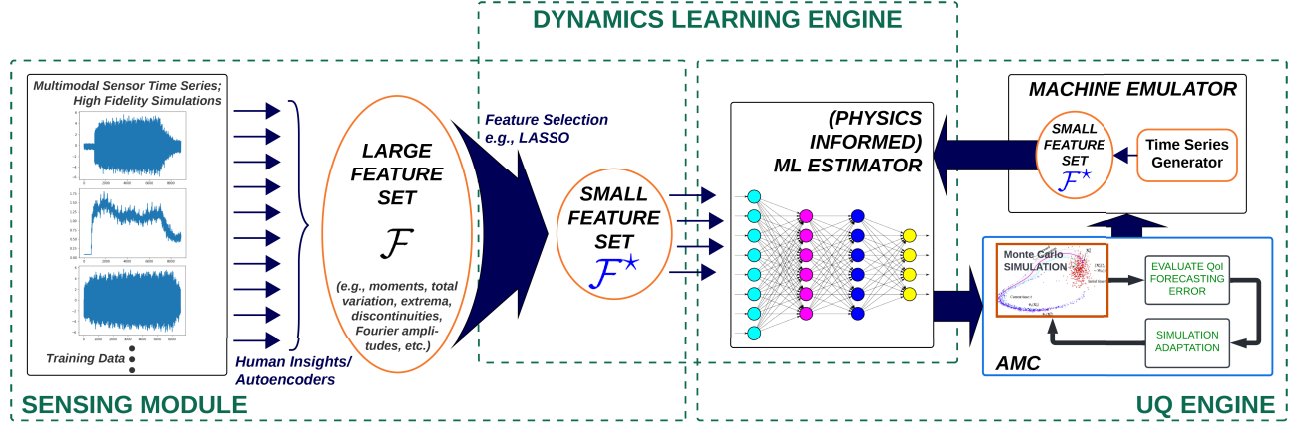 DYNAMICS LEARNING ENGINE
Multimodal Sensor Time Series;
High Fidelity Simulations
Training Data
Human Insights/
Autoencoders
SENSING MODULE
LARGE
FEATURE
SET
ℱ
(e.g., moments, total
variation, extrema,
discontinuities,
Fourier ampli-
tudes, etc.)
Feature Selection
e.g., LASSO
SMALL
FEATURE
SET
ℱ*
(PHYSICS
INFORMED)
ML ESTIMATOR
MACHINE EMULATOR
SMALL
FEATURE
SET
ℱ*
Time Series
Generator
Monte Carlo
SIMULATION
EVALUATE QoI
FORECASTING
ERROR
SIMULATION
ADAPTATION
AMC
UQ ENGINE